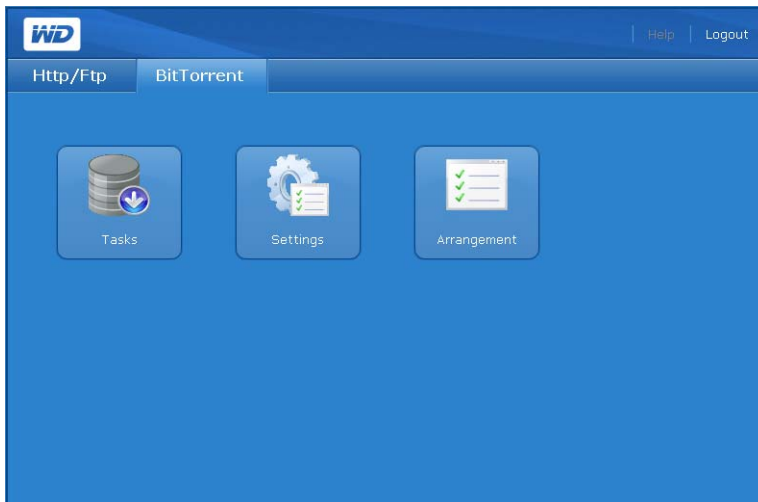 WD
Help
Logout
Http/Ftp
BitTorrent
Tasks
Settings
Arrangement